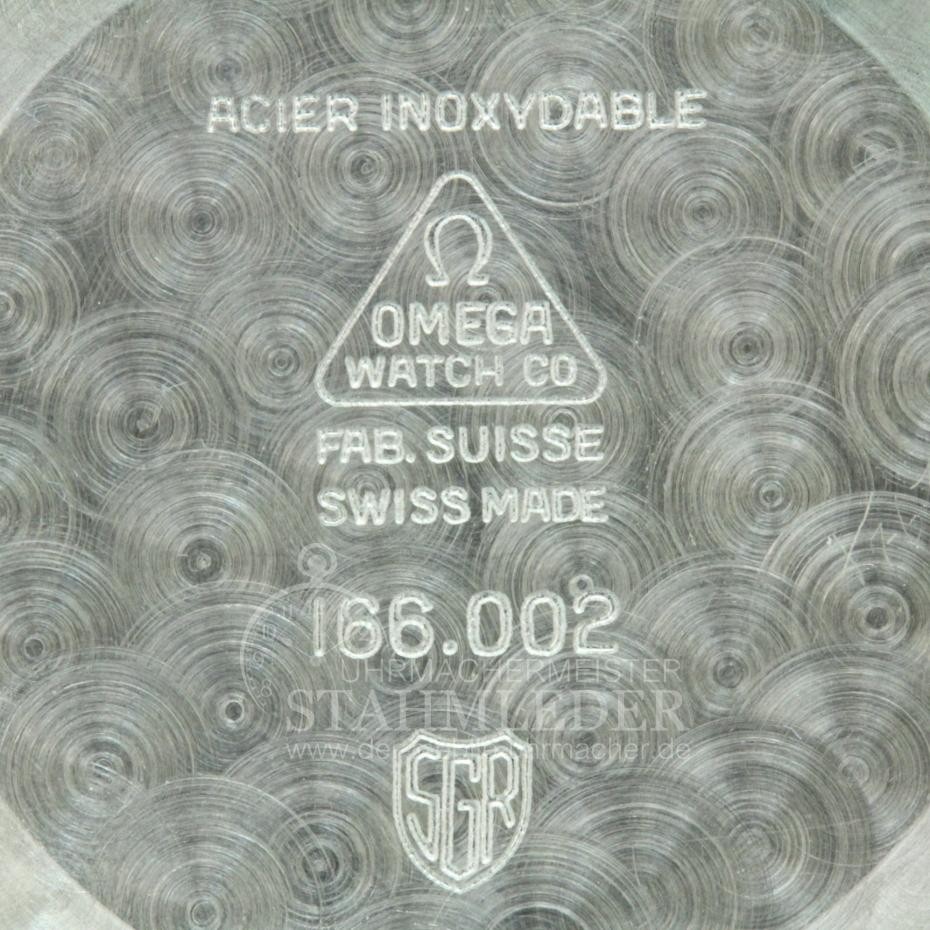 ACIER INOXYDABLE
Ω
OMEGA
WATCH CO
FAB. SUISSE
SWISS MADE
166.002
UHRMACHERMEISTER
STAHMLEDER
SGR